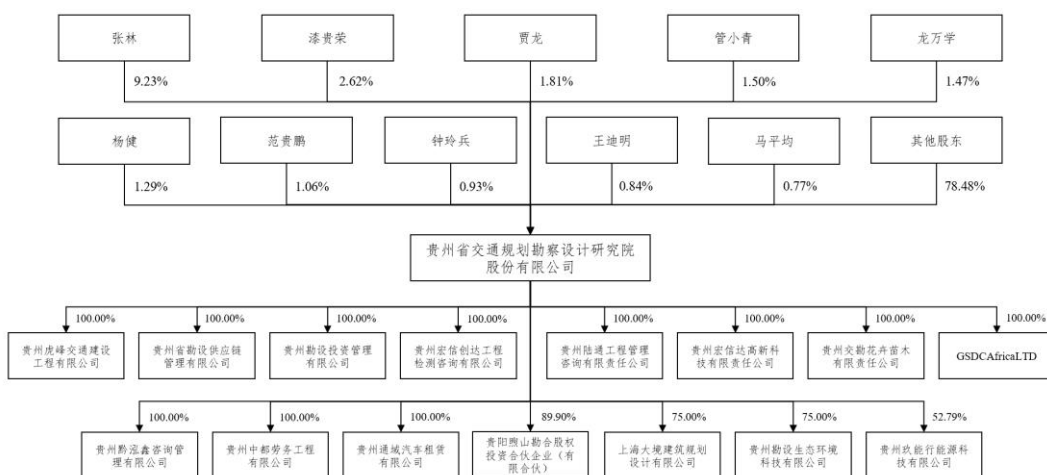 张林
漆贵荣
贾龙
管小青
龙万学
9.23%
2.62%
1.81%
1.50%
1.47%
杨健
范贵鹏
钟玲兵
王迪明
马平均
其他股东
1.29%
1.06%
0.93%
0.84%
0.77%
78.48%
贵州省交通规划勘察设计研究院
股份有限公司
100.00%
100.00%
100.00%
100.00%
100.00%
100.00%
100.00%
100.00%
贵州虎峰交通建设
工程有限公司
贵州省勘设供应链
管理有限公司
贵州勘设投资管理
有限公司
贵州宏信创达工程
检测咨询有限公司
贵州陆通工程管理
咨询有限责任公司
贵州宏信达高新科
技有限责任公司
贵州交勘花卉苗木
有限责任公司
GSDCAfricaLTD
100.00%
100.00%
100.00%
89.90%
75.00%
75.00%
52.79%
贵州黔泓鑫咨询管
理有限公司
贵州中都劳务工程
有限公司
贵州通城汽车租赁
有限公司
贵阳煦山勘合股权
投资合伙企业（有
限合伙）
上海大境建筑规划
设计有限公司
贵州勘设生态环境
科技有限公司
贵州玖能行能源科
技有限公司